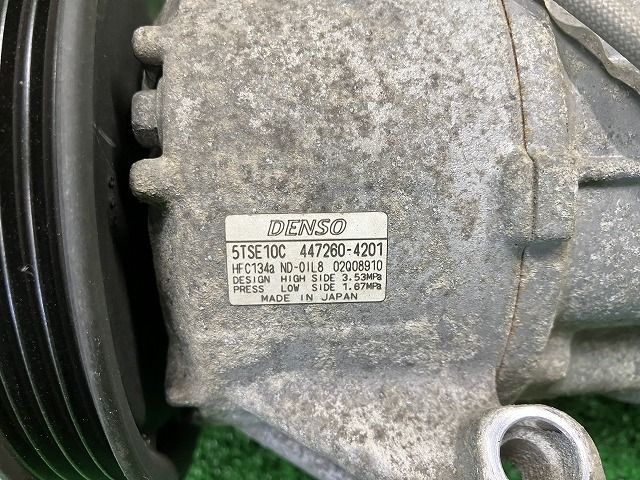 DENSO
5TSE10C 447260-4201
HFC134a ND-OIL8 02Q08910
DESIGN HIGH SIDE 3.53MPa
PRESS LOW SIDE 1.67MPa
MADE IN JAPAN